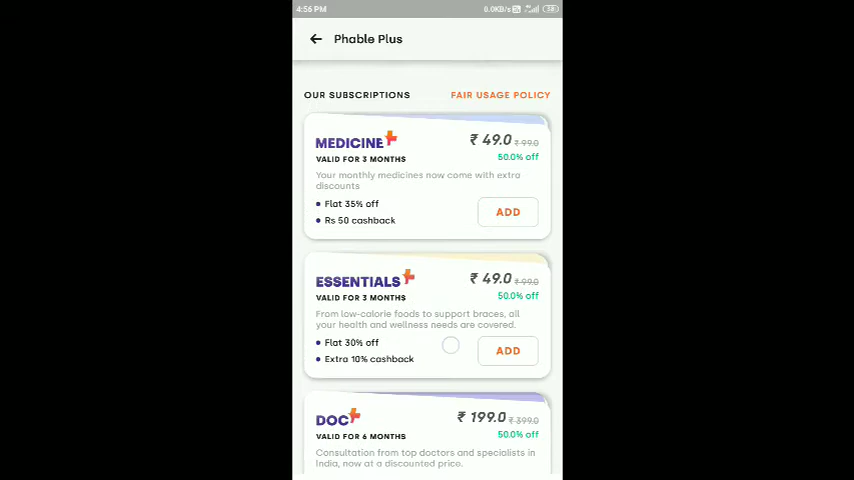 4:56 PM 0.0KB/s 58
Phable Plus
OUR SUBSCRIPTIONS FAIR USAGE POLICY
MEDICINE ₹ 49.0 ₹ 99.0
VALID FOR 3 MONTHS 50.0% off
Your monthly medicines now come with extra
discounts
Flat 35% off
Rs 50 cashback
ADD
ESSENTIALS ₹ 49.0 ₹ 99.0
VALID FOR 3 MONTHS 50.0% off
From low-calorie foods to support braces, all
your health and wellness needs are covered.
Flat 30% off
Extra 10% cashback
ADD
DOC ₹ 199.0 ₹ 399.0
VALID FOR 6 MONTHS 50.0% off
Consultation from top doctors and specialists in
India, now at a discounted price.